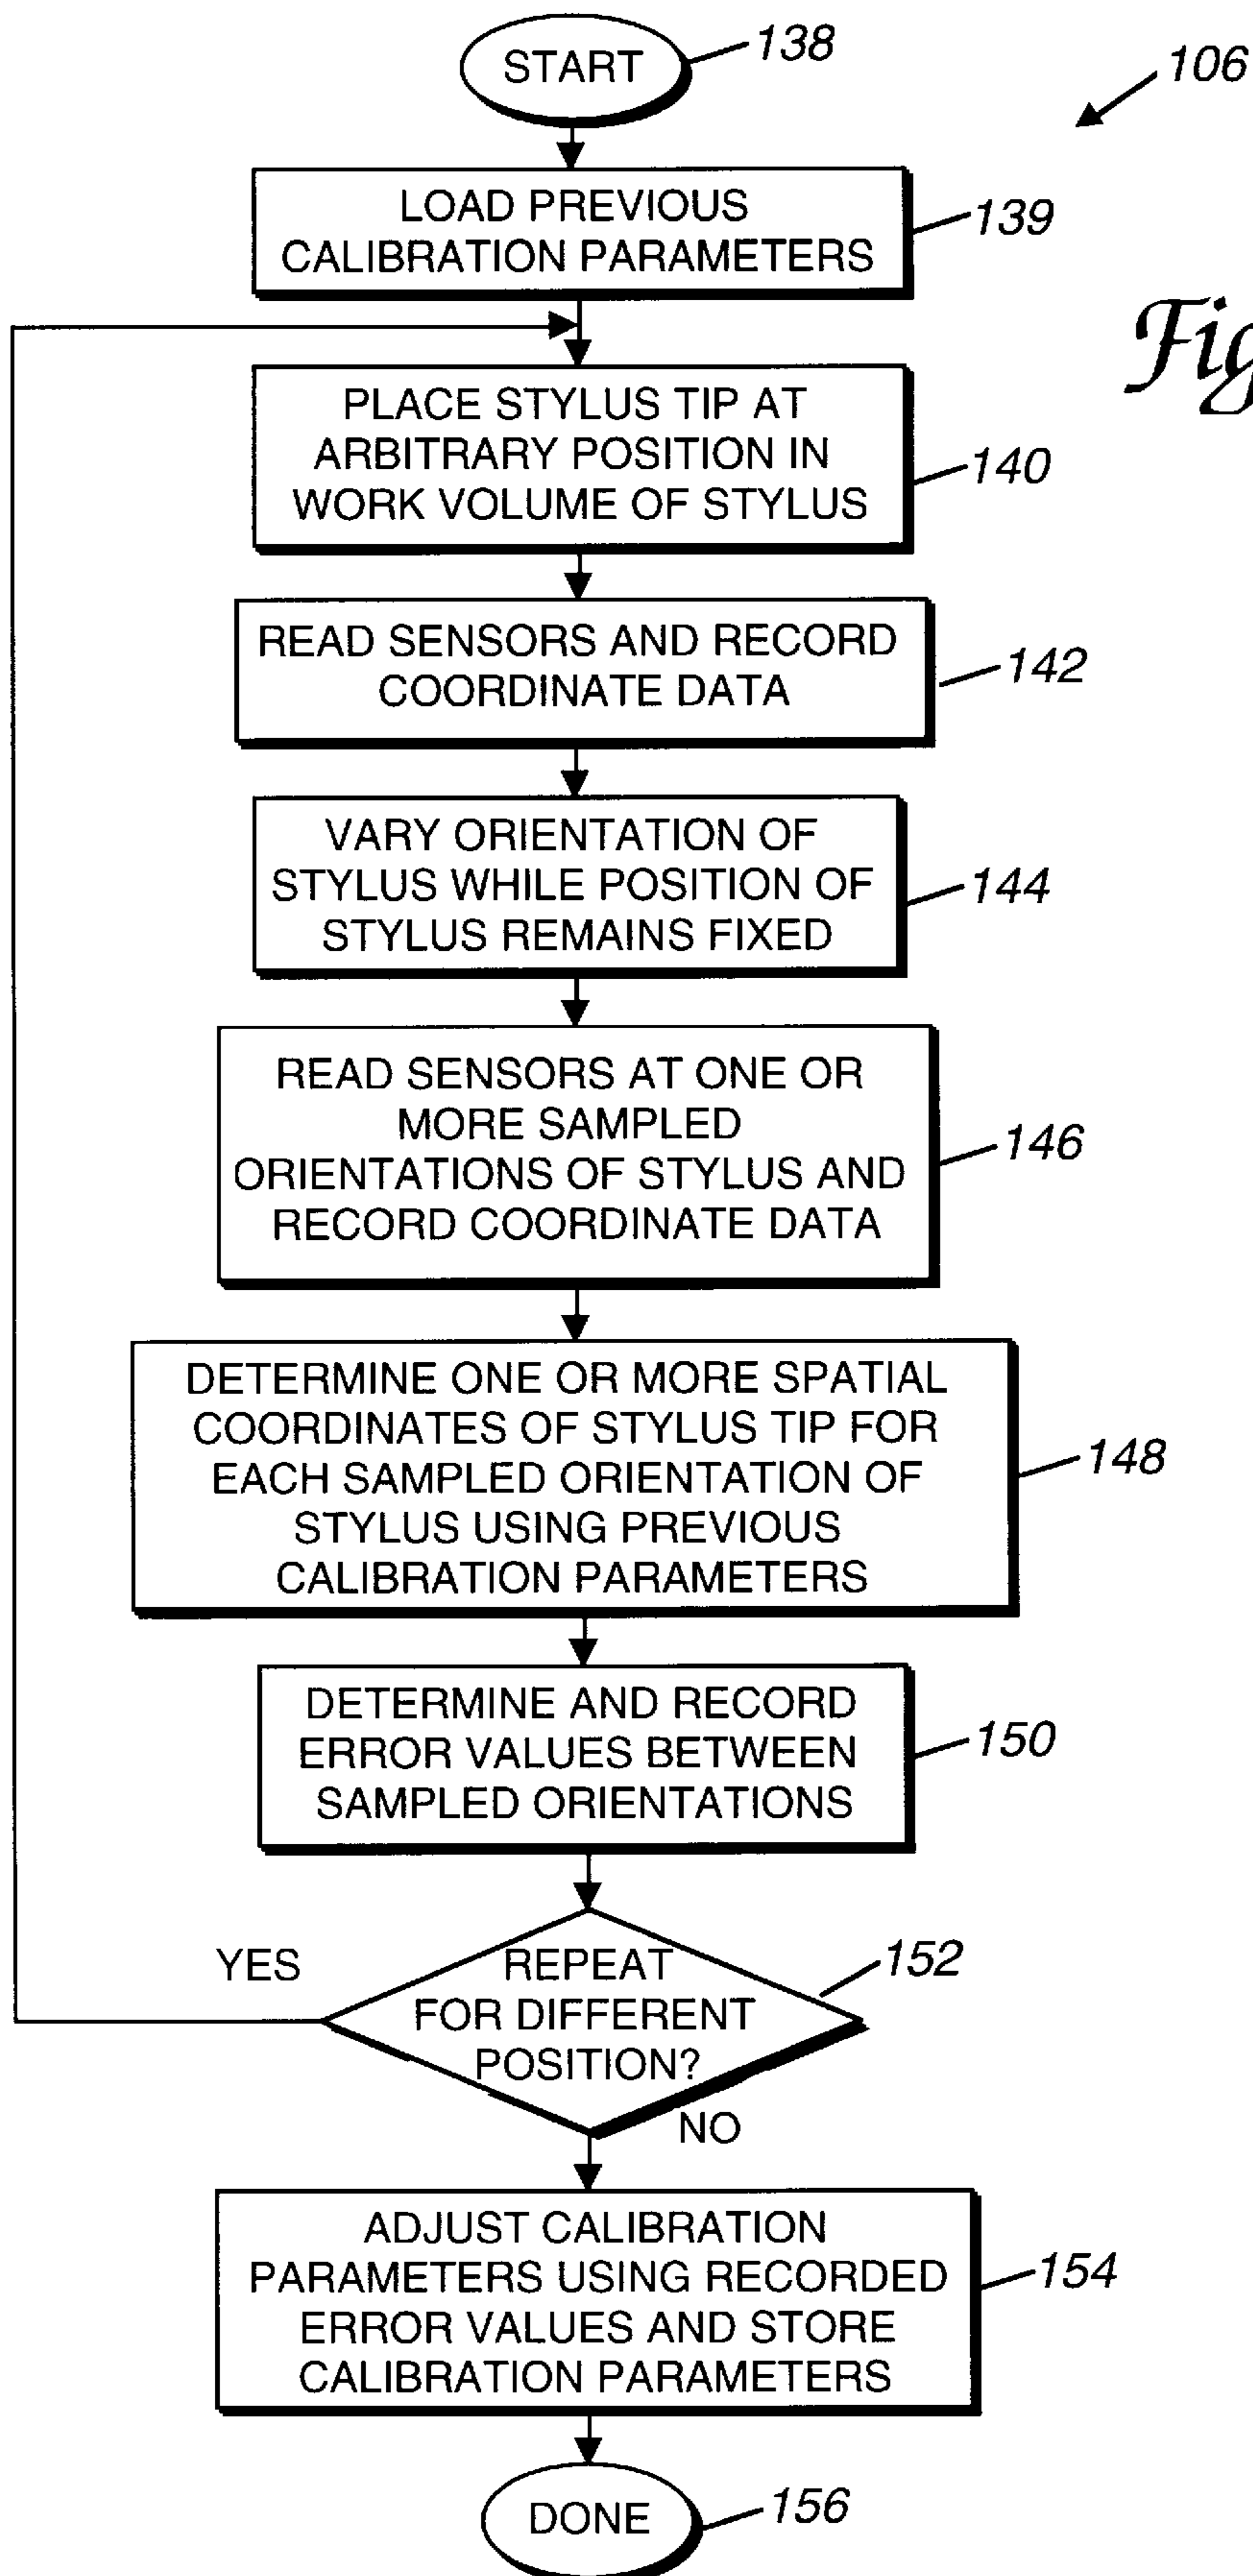 START
138
106
LOAD PREVIOUS
CALIBRATION PARAMETERS
139
Fig
PLACE STYLUS TIP AT
ARBITRARY POSITION IN
WORK VOLUME OF STYLUS
140
READ SENSORS AND RECORD
COORDINATE DATA
142
VARY ORIENTATION OF
STYLUS WHILE POSITION OF
STYLUS REMAINS FIXED
144
READ SENSORS AT ONE OR
MORE SAMPLED
ORIENTATIONS OF STYLUS AND
RECORD COORDINATE DATA
146
DETERMINE ONE OR MORE SPATIAL
COORDINATES OF STYLUS TIP FOR
EACH SAMPLED ORIENTATION OF
STYLUS USING PREVIOUS
CALIBRATION PARAMETERS
148
DETERMINE AND RECORD
ERROR VALUES BETWEEN
SAMPLED ORIENTATIONS
150
YES
REPEAT
FOR DIFFERENT
POSITION?
152
NO
ADJUST CALIBRATION
PARAMETERS USING RECORDED
ERROR VALUES AND STORE
CALIBRATION PARAMETERS
154
DONE
156